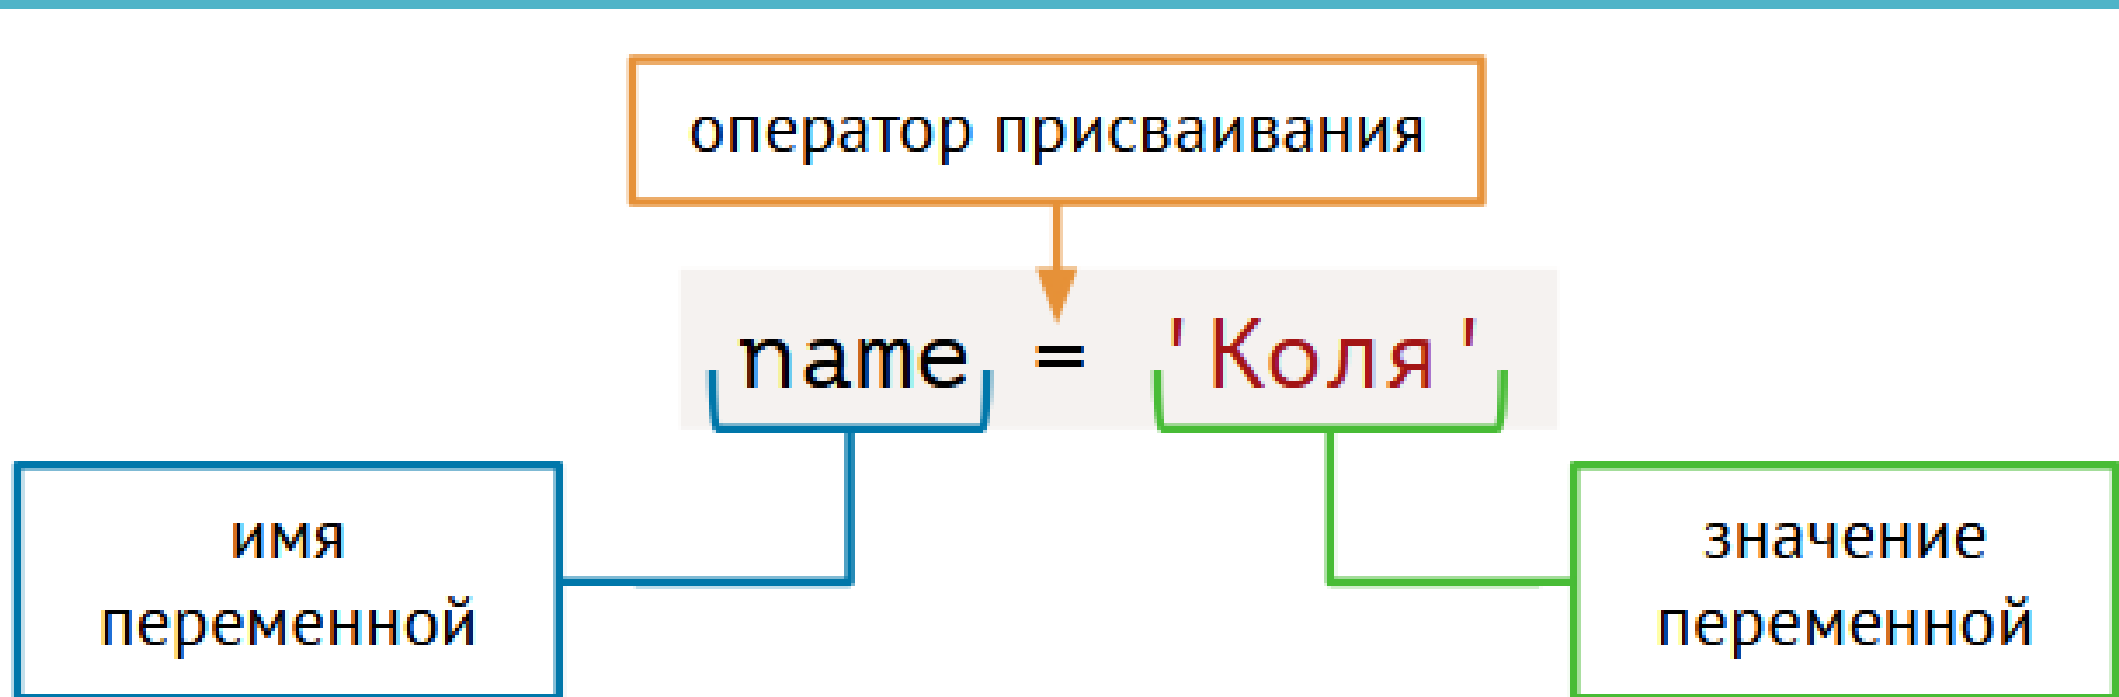 оператор присваивания
name = 'Коля'
имя
переменной
значение
переменной